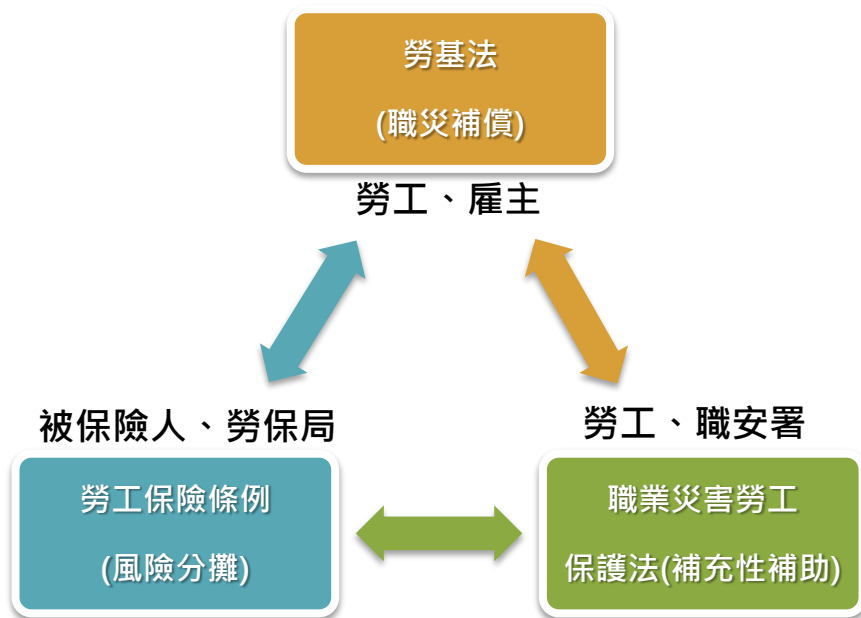 勞基法
(職災補償)
勞工、雇主
被保險人、勞保局
勞工、職安署
勞工保險條例
(風險分攤)
職業災害勞工
保護法(補充性補助)